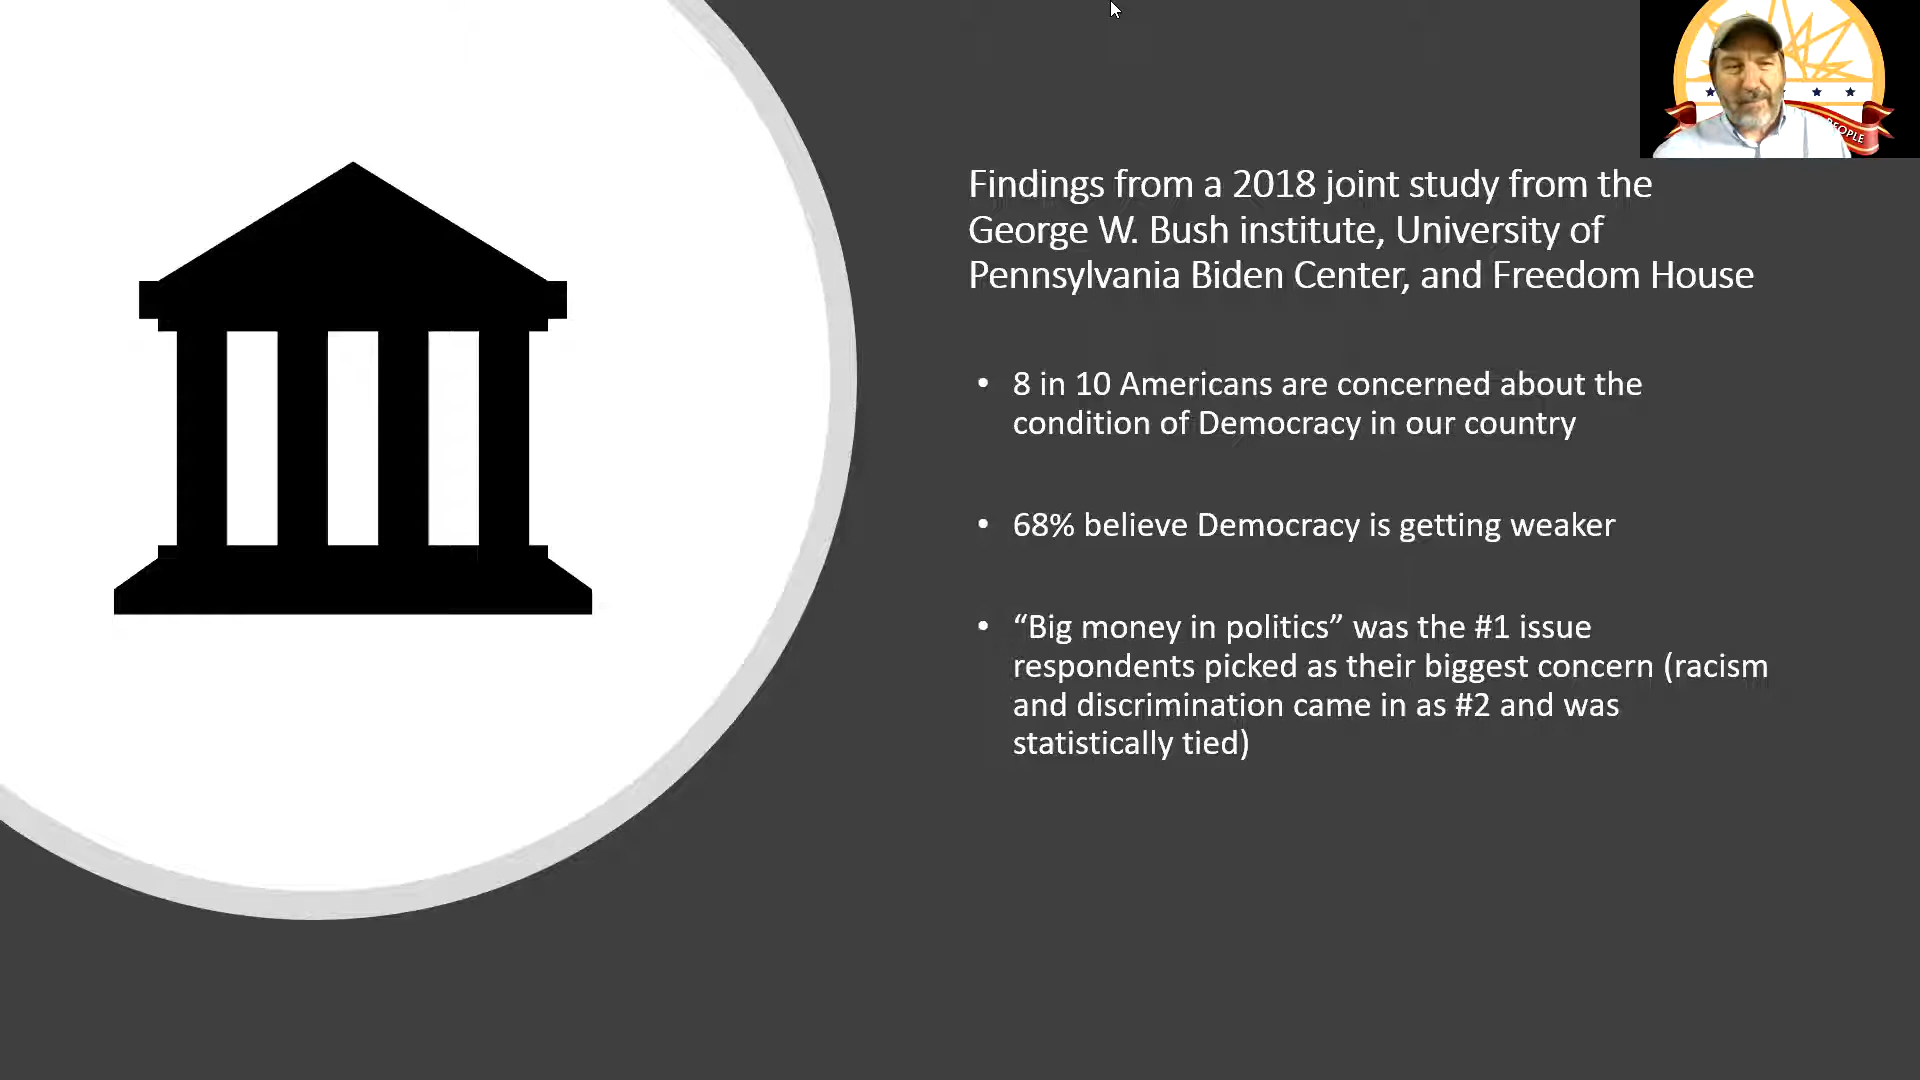 PEOPLE
Findings from a 2018 joint study from the
George W. Bush institute, University of
Pennsylvania Biden Center, and Freedom House
• 8 in 10 Americans are concerned about the
condition of Democracy in our country
• 68% believe Democracy is getting weaker
• “Big money in politics” was the #1 issue
respondents picked as their biggest concern (racism
and discrimination came in as #2 and was
statistically tied)